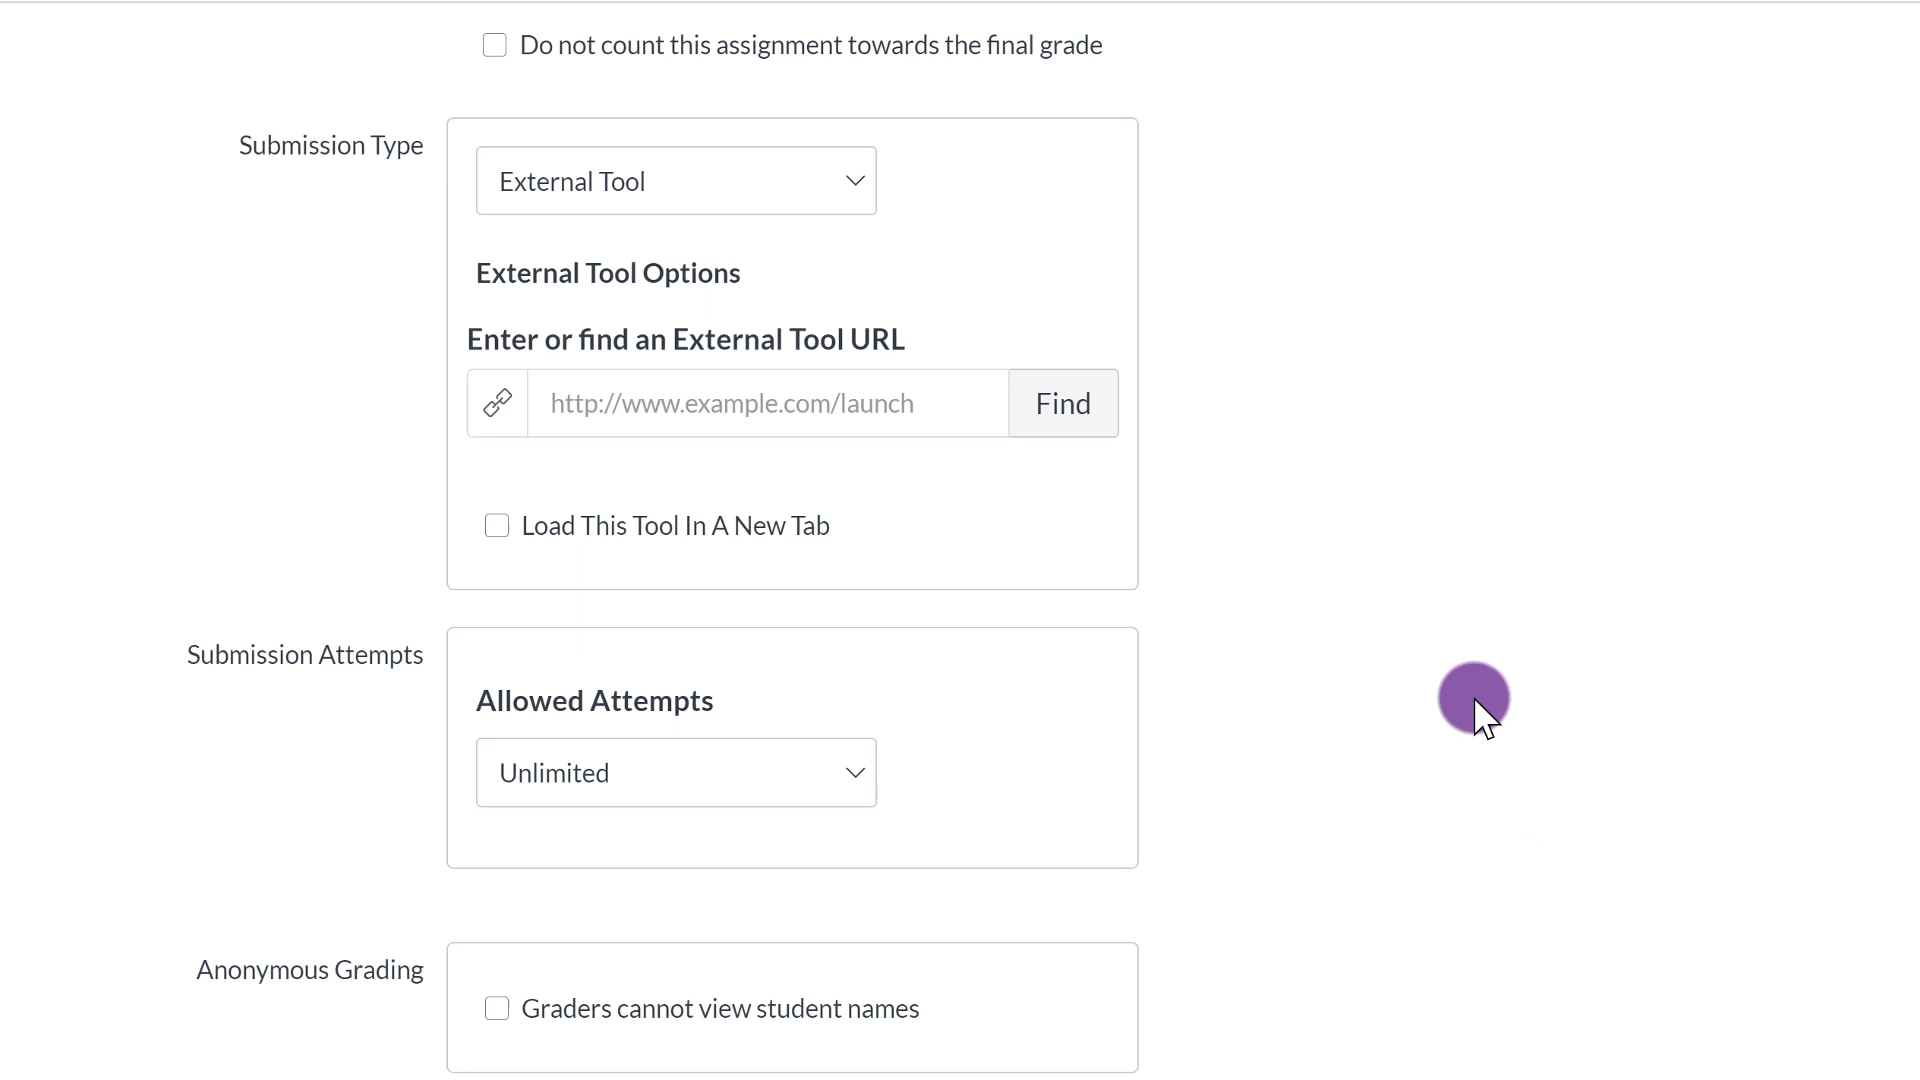 Do not count this assignment towards the final grade
Submission Type
External Tool
External Tool Options
Enter or find an External Tool URL
http://www.example.com/launch
Find
Load This Tool In A New Tab
Submission Attempts
Allowed Attempts
Unlimited
Anonymous Grading
Graders cannot view student names